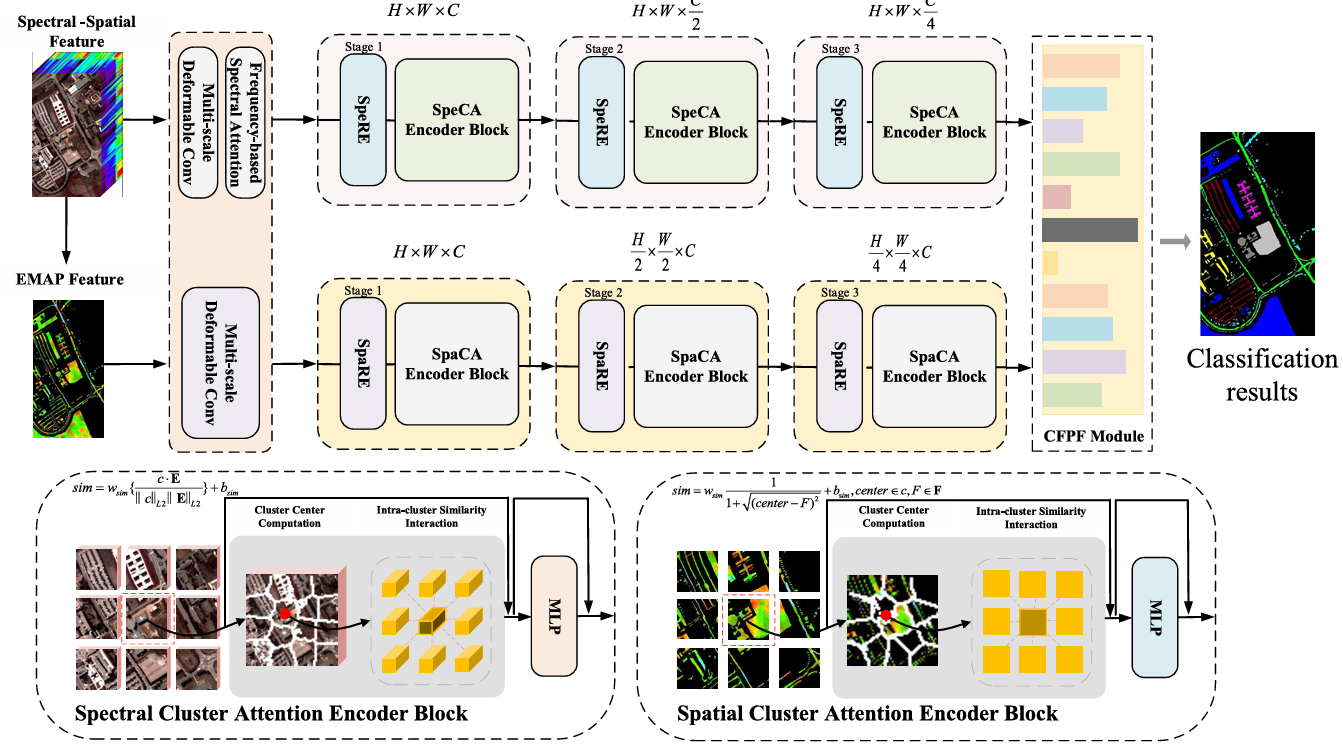 Spectral -Spatial
Feature
EMAP Feature
Multi-scale
Deformable Conv
Frequency-based
Spectral Attention
Multi-scale
Deformable Conv
H×W×C
Stage 1
SpeRE
SpeCA
Encoder Block
H×W×C/2
Stage 2
SpeRE
SpeCA
Encoder Block
H×W×C/4
Stage 3
SpeRE
SpeCA
Encoder Block
H×W×C
Stage 1
SpaRE
SpaCA
Encoder Block
H/2×W/2×C
Stage 2
SpaRE
SpaCA
Encoder Block
H/4×W/4×C
Stage 3
SpaRE
SpaCA
Encoder Block
CFPF Module
Classification
results
sim = w_sim{c·E/(‖c‖_L2‖E‖_L2)} + b_sim
Cluster Center
Computation
Intra-cluster Similarity
Interaction
MLP
Spectral Cluster Attention Encoder Block
sim = w_sim 1/(1+√(center−F)²) + b_sim, center ∈ c, F ∈ F
Cluster Center
Computation
Intra-cluster Similarity
Interaction
MLP
Spatial Cluster Attention Encoder Block